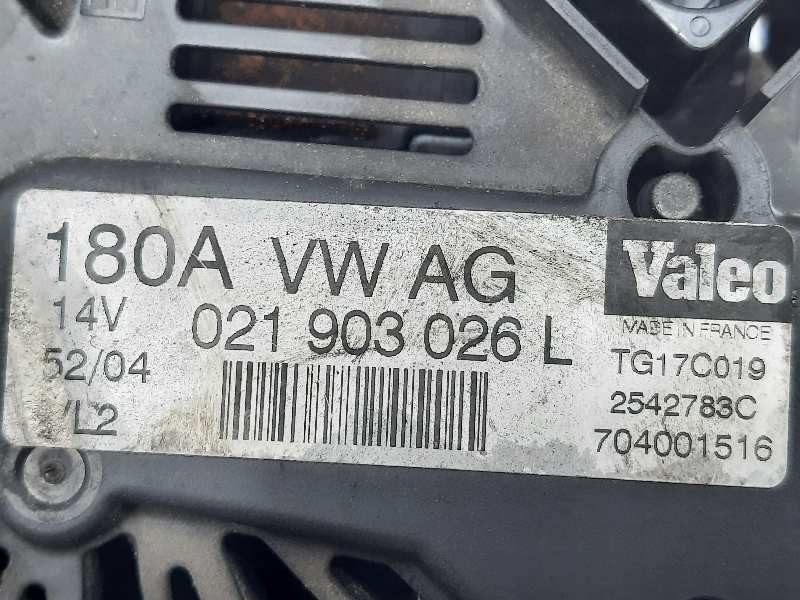 180A VW AG
14V 021 903 026 L
52/04
/L2
Valeo
MADE IN FRANCE
TG17C019
2542783C
704001516